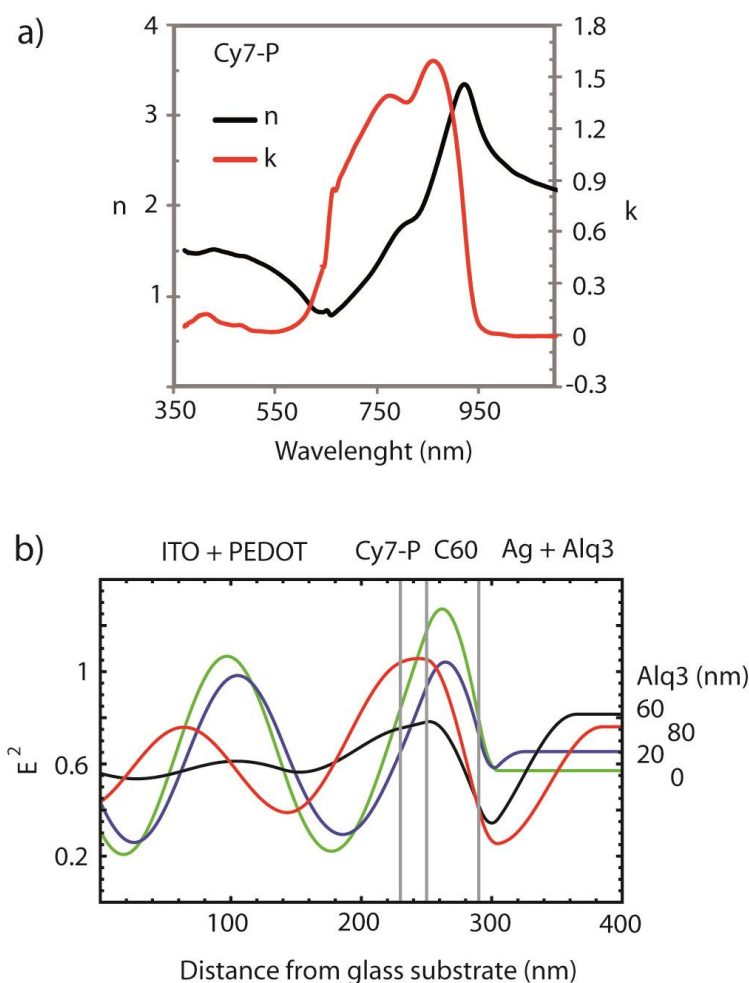 a)
4
3
2
1
n
Cy7-P
n
k
1.8
1.5
1.2
0.9
0.6
0.3
0
-0.3
k
350
550
750
950
Wavelenght (nm)
b)
ITO + PEDOT
Cy7-P
C60
Ag + Alq3
1
0.6
0.2
E²
Alq3 (nm)
60
80
20
0
100
200
300
400
Distance from glass substrate (nm)